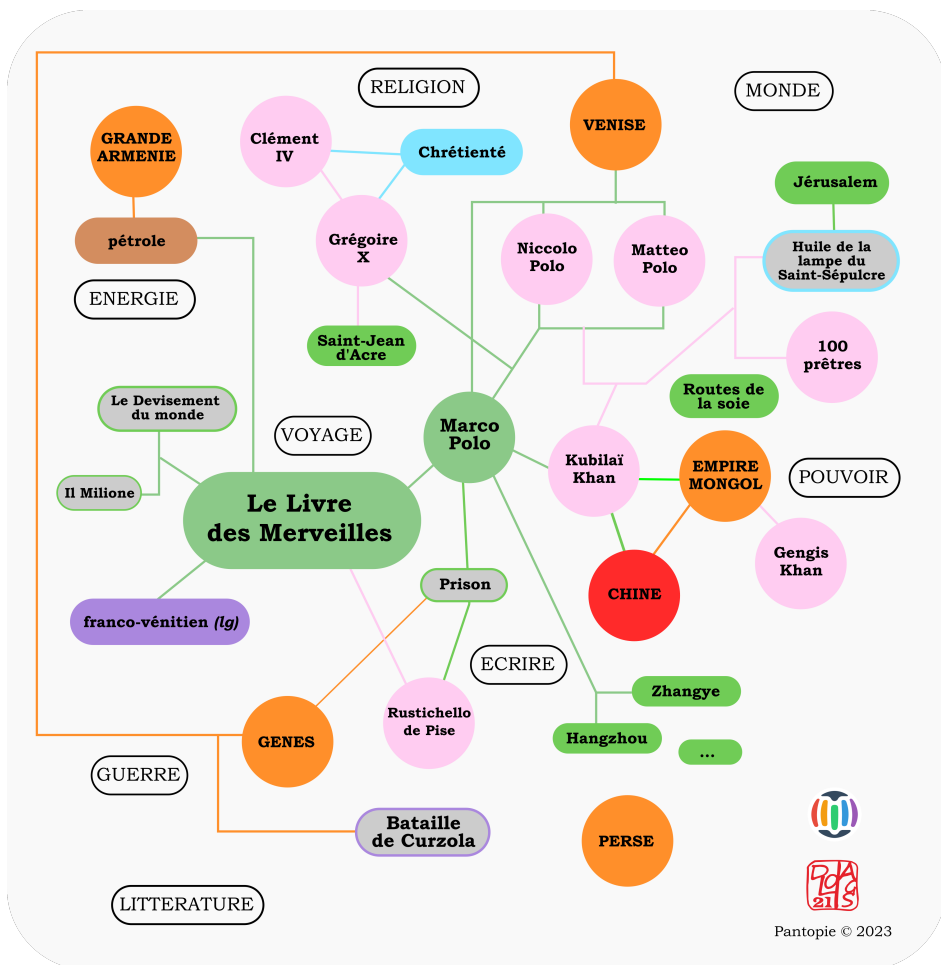 RELIGION
MONDE
VENISE
GRANDE
ARMENIE
Clément
IV
Chrétienté
Jérusalem
pétrole
Grégoire
X
Niccolo
Polo
Matteo
Polo
Huile de la
lampe du
Saint-Sépulcre
ENERGIE
Saint-Jean
d'Acre
100
prêtres
Routes de
la soie
Le Devisement
du monde
VOYAGE
Marco
Polo
Kubilaï
Khan
EMPIRE
MONGOL
POUVOIR
Il Milione
Le Livre
des Merveilles
Gengis
Khan
Prison
CHINE
franco-vénitien (lg)
ECRIRE
Zhangye
Rustichello
de Pise
GENES
Hangzhou
...
GUERRE
Bataille
de Curzola
PERSE
LITTERATURE
21
Pantopie © 2023